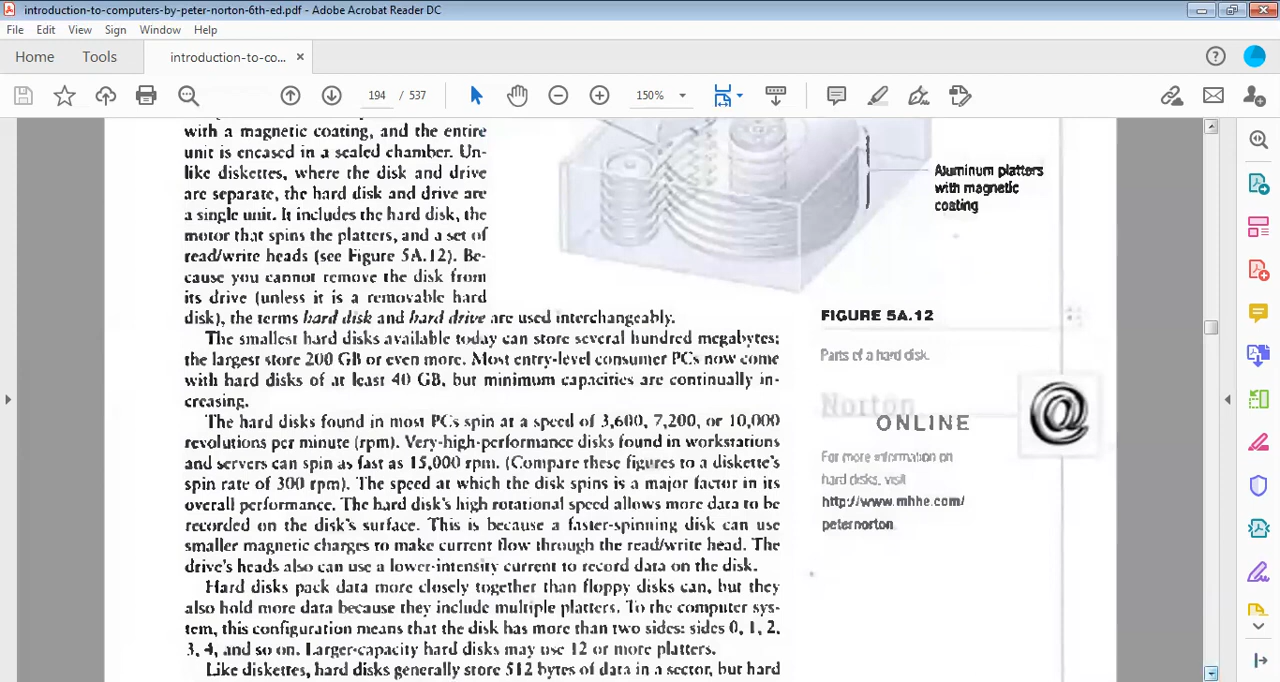 introduction-to-computers-by-peter-norton-6th-ed.pdf - Adobe Acrobat Reader DC
File Edit View Sign Window Help
Home Tools introduction-to-co... ×
194 / 537 150%
with a magnetic coating, and the entire
unit is encased in a sealed chamber. Un-
like diskettes, where the disk and drive
are separate, the hard disk and drive are
a single unit. It includes the hard disk, the
motor that spins the platters, and a set of
read/write heads (see Figure 5A.12). Be-
cause you cannot remove the disk from
its drive (unless it is a removable hard
disk), the terms hard disk and hard drive are used interchangeably.
The smallest hard disks available today can store several hundred megabytes;
the largest store 200 GB or even more. Most entry-level consumer PCs now come
with hard disks of at least 40 GB, but minimum capacities are continually in-
creasing.
The hard disks found in most PCs spin at a speed of 3,600, 7,200, or 10,000
revolutions per minute (rpm). Very-high-performance disks found in workstations
and servers can spin as fast as 15,000 rpm. (Compare these figures to a diskette's
spin rate of 300 rpm). The speed at which the disk spins is a major factor in its
overall performance. The hard disk's high rotational speed allows more data to be
recorded on the disk's surface. This is because a faster-spinning disk can use
smaller magnetic charges to make current flow through the read/write head. The
drive's heads also can use a lower-intensity current to record data on the disk.
Hard disks pack data more closely together than floppy disks can, but they
also hold more data because they include multiple platters. To the computer sys-
tem, this configuration means that the disk has more than two sides: sides 0, 1, 2,
3, 4, and so on. Larger-capacity hard disks may use 12 or more platters.
Like diskettes, hard disks generally store 512 bytes of data in a sector, but hard
Aluminum platters
with magnetic
coating
FIGURE 5A.12
Parts of a hard disk.
Norton
ONLINE
@
For more information on
hard disks, visit
http://www.mhhe.com/
peternorton